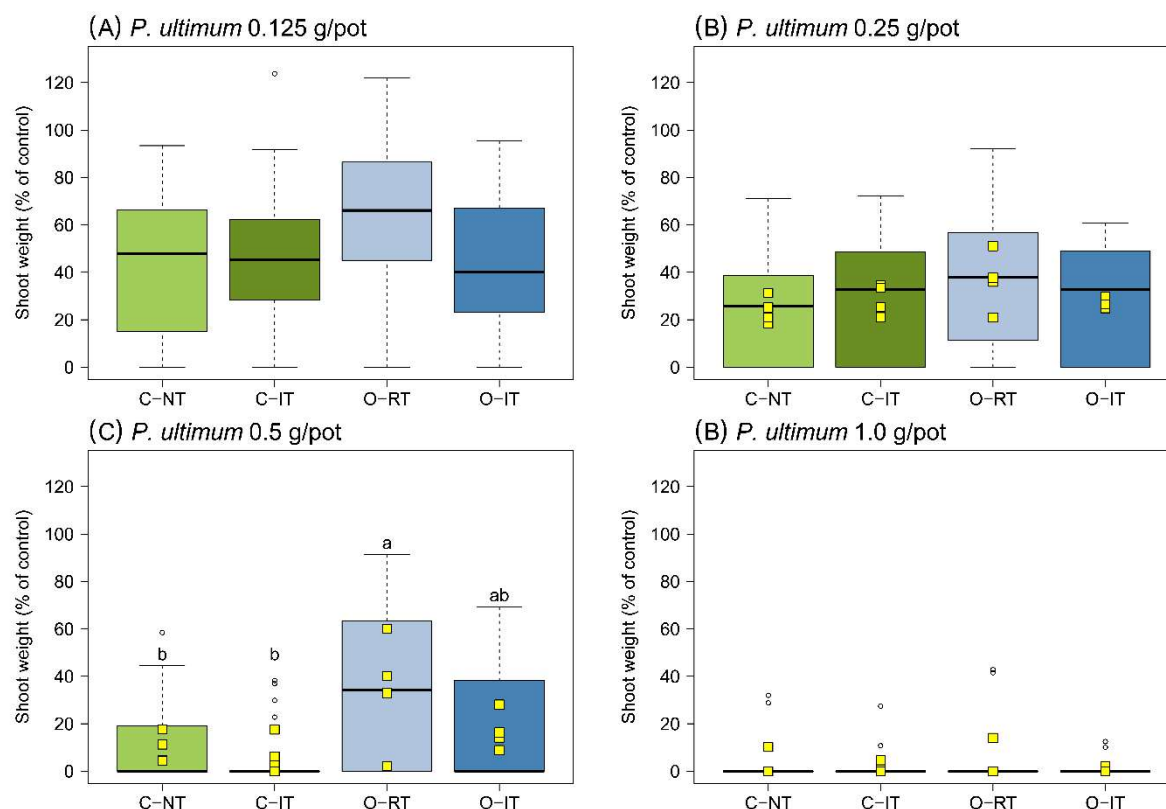 (A) P. ultimum 0.125 g/pot
Shoot weight (% of control)
120
100
80
60
40
20
0
C−NT C−IT O−RT O−IT
(B) P. ultimum 0.25 g/pot
Shoot weight (% of control)
120
100
80
60
40
20
0
C−NT C−IT O−RT O−IT
(C) P. ultimum 0.5 g/pot
Shoot weight (% of control)
120
100
80
60
40
20
0
b b a ab
C−NT C−IT O−RT O−IT
(B) P. ultimum 1.0 g/pot
Shoot weight (% of control)
120
100
80
60
40
20
0
C−NT C−IT O−RT O−IT